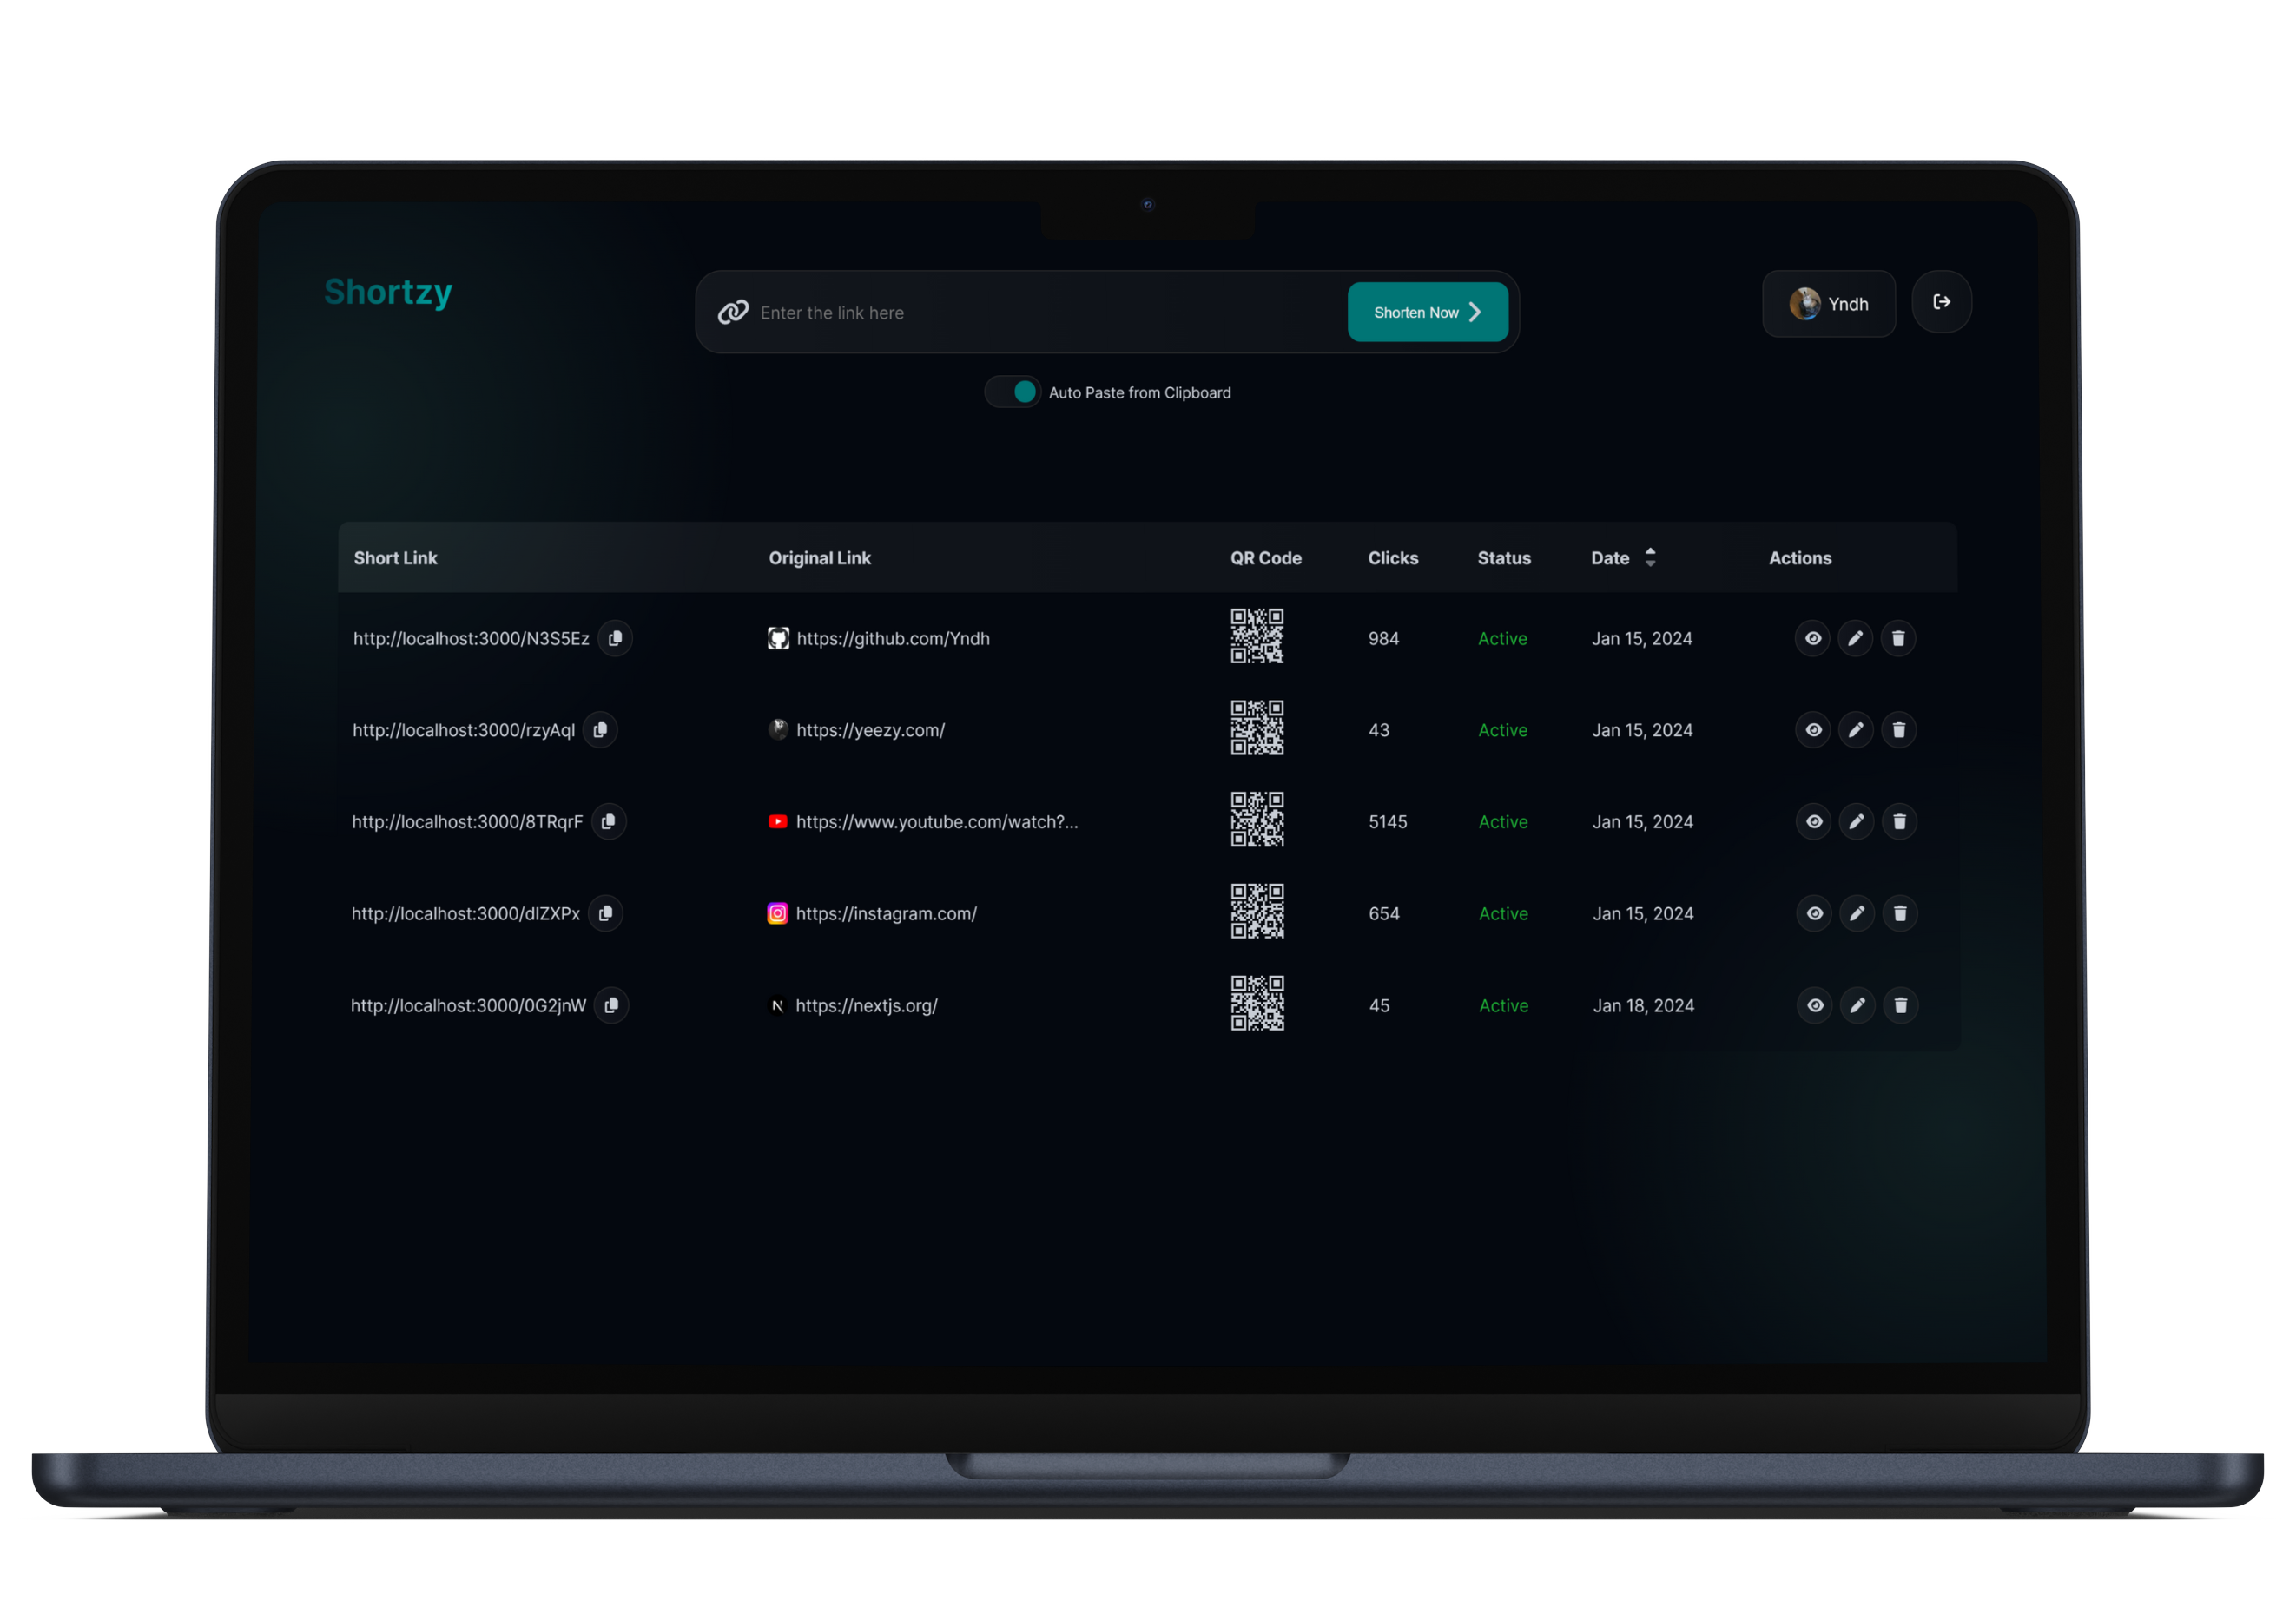 Shortzy
Enter the link here
Shorten Now
Yndh
Auto Paste from Clipboard
Short Link Original Link QR Code Clicks Status Date Actions
http://localhost:3000/N3S5Ez https://github.com/Yndh 984 Active Jan 15, 2024
http://localhost:3000/rzyAql https://yeezy.com/ 43 Active Jan 15, 2024
http://localhost:3000/8TRqrF https://www.youtube.com/watch?... 5145 Active Jan 15, 2024
http://localhost:3000/dlZXPx https://instagram.com/ 654 Active Jan 15, 2024
http://localhost:3000/0G2jnW N https://nextjs.org/ 45 Active Jan 18, 2024